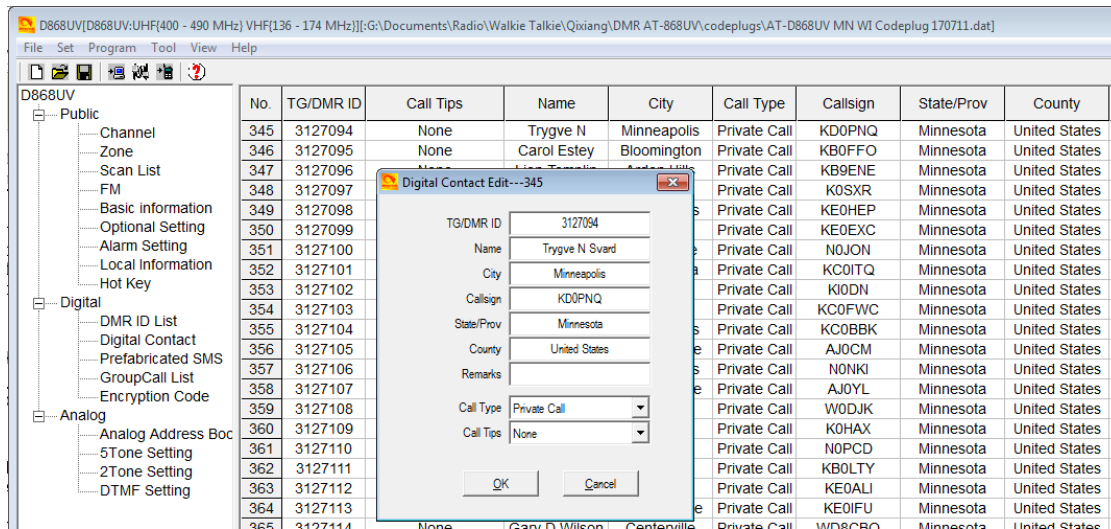 D868UV[D868UV:UHF{400 - 490 MHz} VHF{136 - 174 MHz}][:G:\Documents\Radio\Walkie Talkie\Qixiang\DMR AT-868UV\codeplugs\AT-D868UV MN WI Codeplug 170711.dat]
File Set Program Tool View Help
D868UV
Public
Channel
Zone
Scan List
FM
Basic information
Optional Setting
Alarm Setting
Local Information
Hot Key
Digital
DMR ID List
Digital Contact
Prefabricated SMS
GroupCall List
Encryption Code
Analog
Analog Address Boo
5Tone Setting
2Tone Setting
DTMF Setting
No. TG/DMR ID Call Tips Name City Call Type Callsign State/Prov County
345 3127094 None Trygve N Minneapolis Private Call KD0PNQ Minnesota United States
346 3127095 None Carol Estey Bloomington Private Call KB0FFO Minnesota United States
347 3127096 Private Call KB9ENE Minnesota United States
348 3127097 Private Call K0SXR Minnesota United States
349 3127098 s Private Call KE0HEP Minnesota United States
350 3127099 Private Call KE0EXC Minnesota United States
351 3127100 Private Call N0JON Minnesota United States
352 3127101 a Private Call KC0ITQ Minnesota United States
353 3127102 Private Call KI0DN Minnesota United States
354 3127103 Private Call KC0FWC Minnesota United States
355 3127104 s Private Call KC0BBK Minnesota United States
356 3127105 e Private Call AJ0CM Minnesota United States
357 3127106 s Private Call N0NKI Minnesota United States
358 3127107 e Private Call AJ0YL Minnesota United States
359 3127108 Private Call W0DJK Minnesota United States
360 3127109 Private Call K0HAX Minnesota United States
361 3127110 Private Call N0PCD Minnesota United States
362 3127111 Private Call KB0LTY Minnesota United States
363 3127112 Private Call KE0ALI Minnesota United States
364 3127113 e Private Call KE0IFU Minnesota United States
365 3127114 None Gary D Wilson Centerville Private Call WD8CBO Minnesota United States
Digital Contact Edit---345
TG/DMR ID 3127094
Name Trygve N Svard
City Minneapolis
Callsign KD0PNQ
State/Prov Minnesota
County United States
Remarks
Call Type Private Call
Call Tips None
OK Cancel